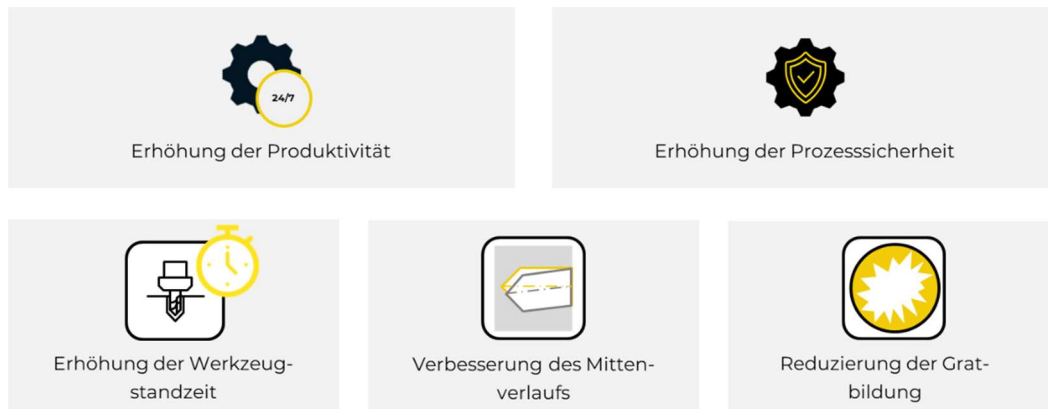 24/7
Erhöhung der Produktivität
Erhöhung der Prozesssicherheit
Erhöhung der Werkzeug-
standzeit
Verbesserung des Mitten-
verlaufs
Reduzierung der Grat-
bildung